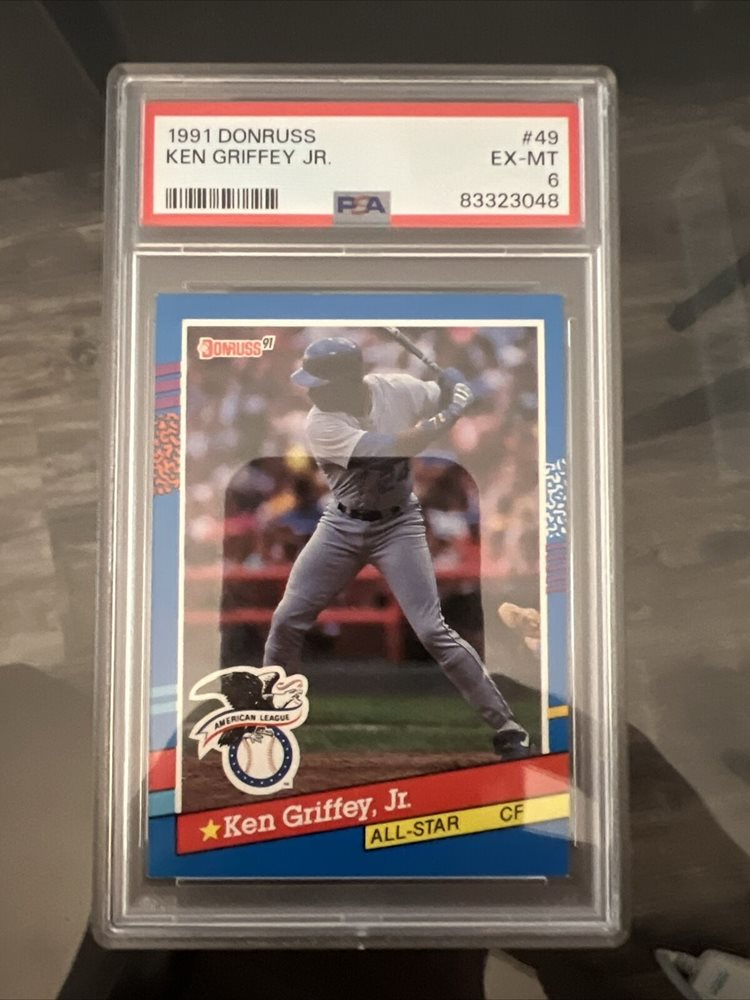 1991 DONRUSS #49
KEN GRIFFEY JR. EX-MT
6
PSA 83323048
DONRUSS 91
AMERICAN LEAGUE
Ken Griffey, Jr.
ALL-STAR CF